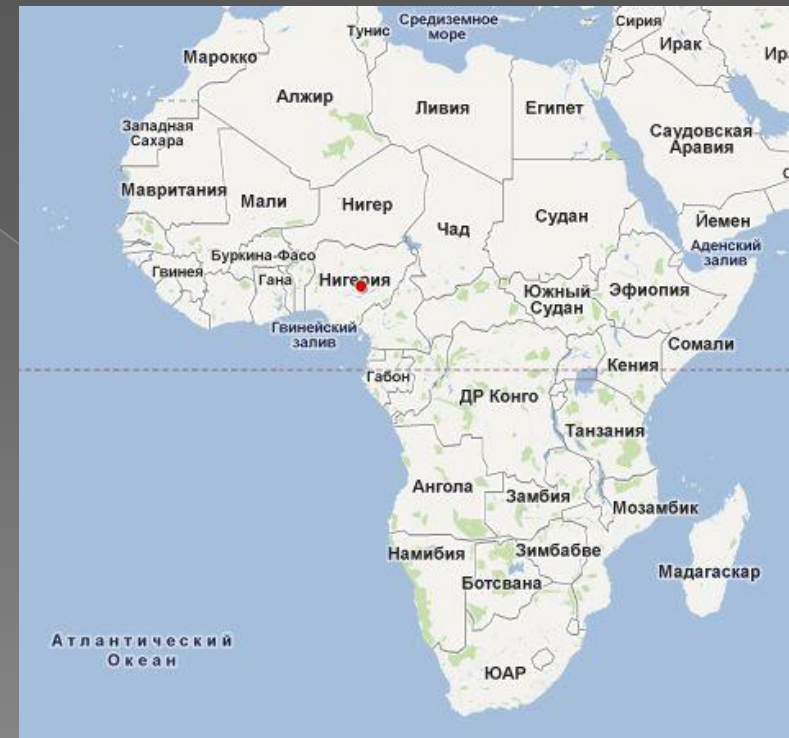 Средиземное
море
Тунис
Сирия
Марокко
Ирак
Алжир
Ливия
Египет
Западная
Сахара
Саудовская
Аравия
Мавритания
Мали
Нигер
Чад
Судан
Йемен
Аденский
залив
Буркина-Фасо
Гвинея
Гана
Нигерия
Южный
Судан
Эфиопия
Гвинейский
залив
Сомали
Кения
Габон
ДР Конго
Танзания
Ангола
Замбия
Мозамбик
Намибия
Зимбабве
Ботсвана
Мадагаскар
Атлантический
Океан
ЮАР